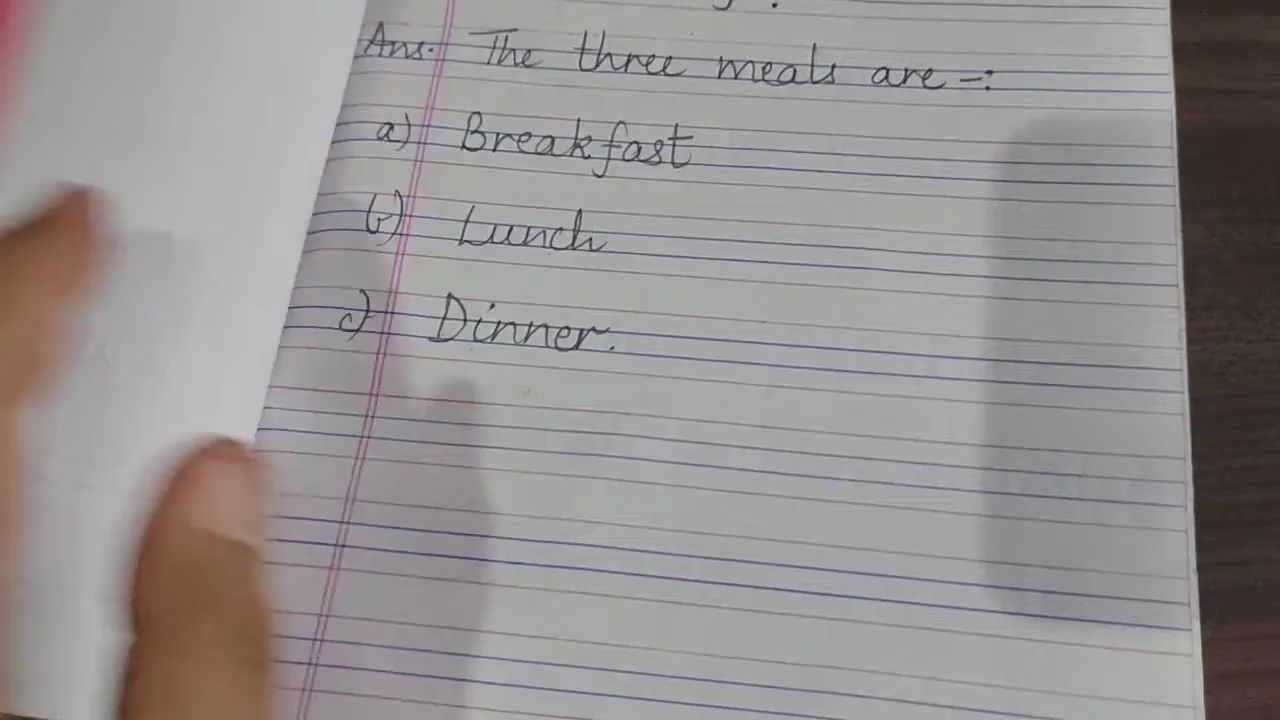 Ans. The three meals are -:
a) Breakfast
b) Lunch
c) Dinner.